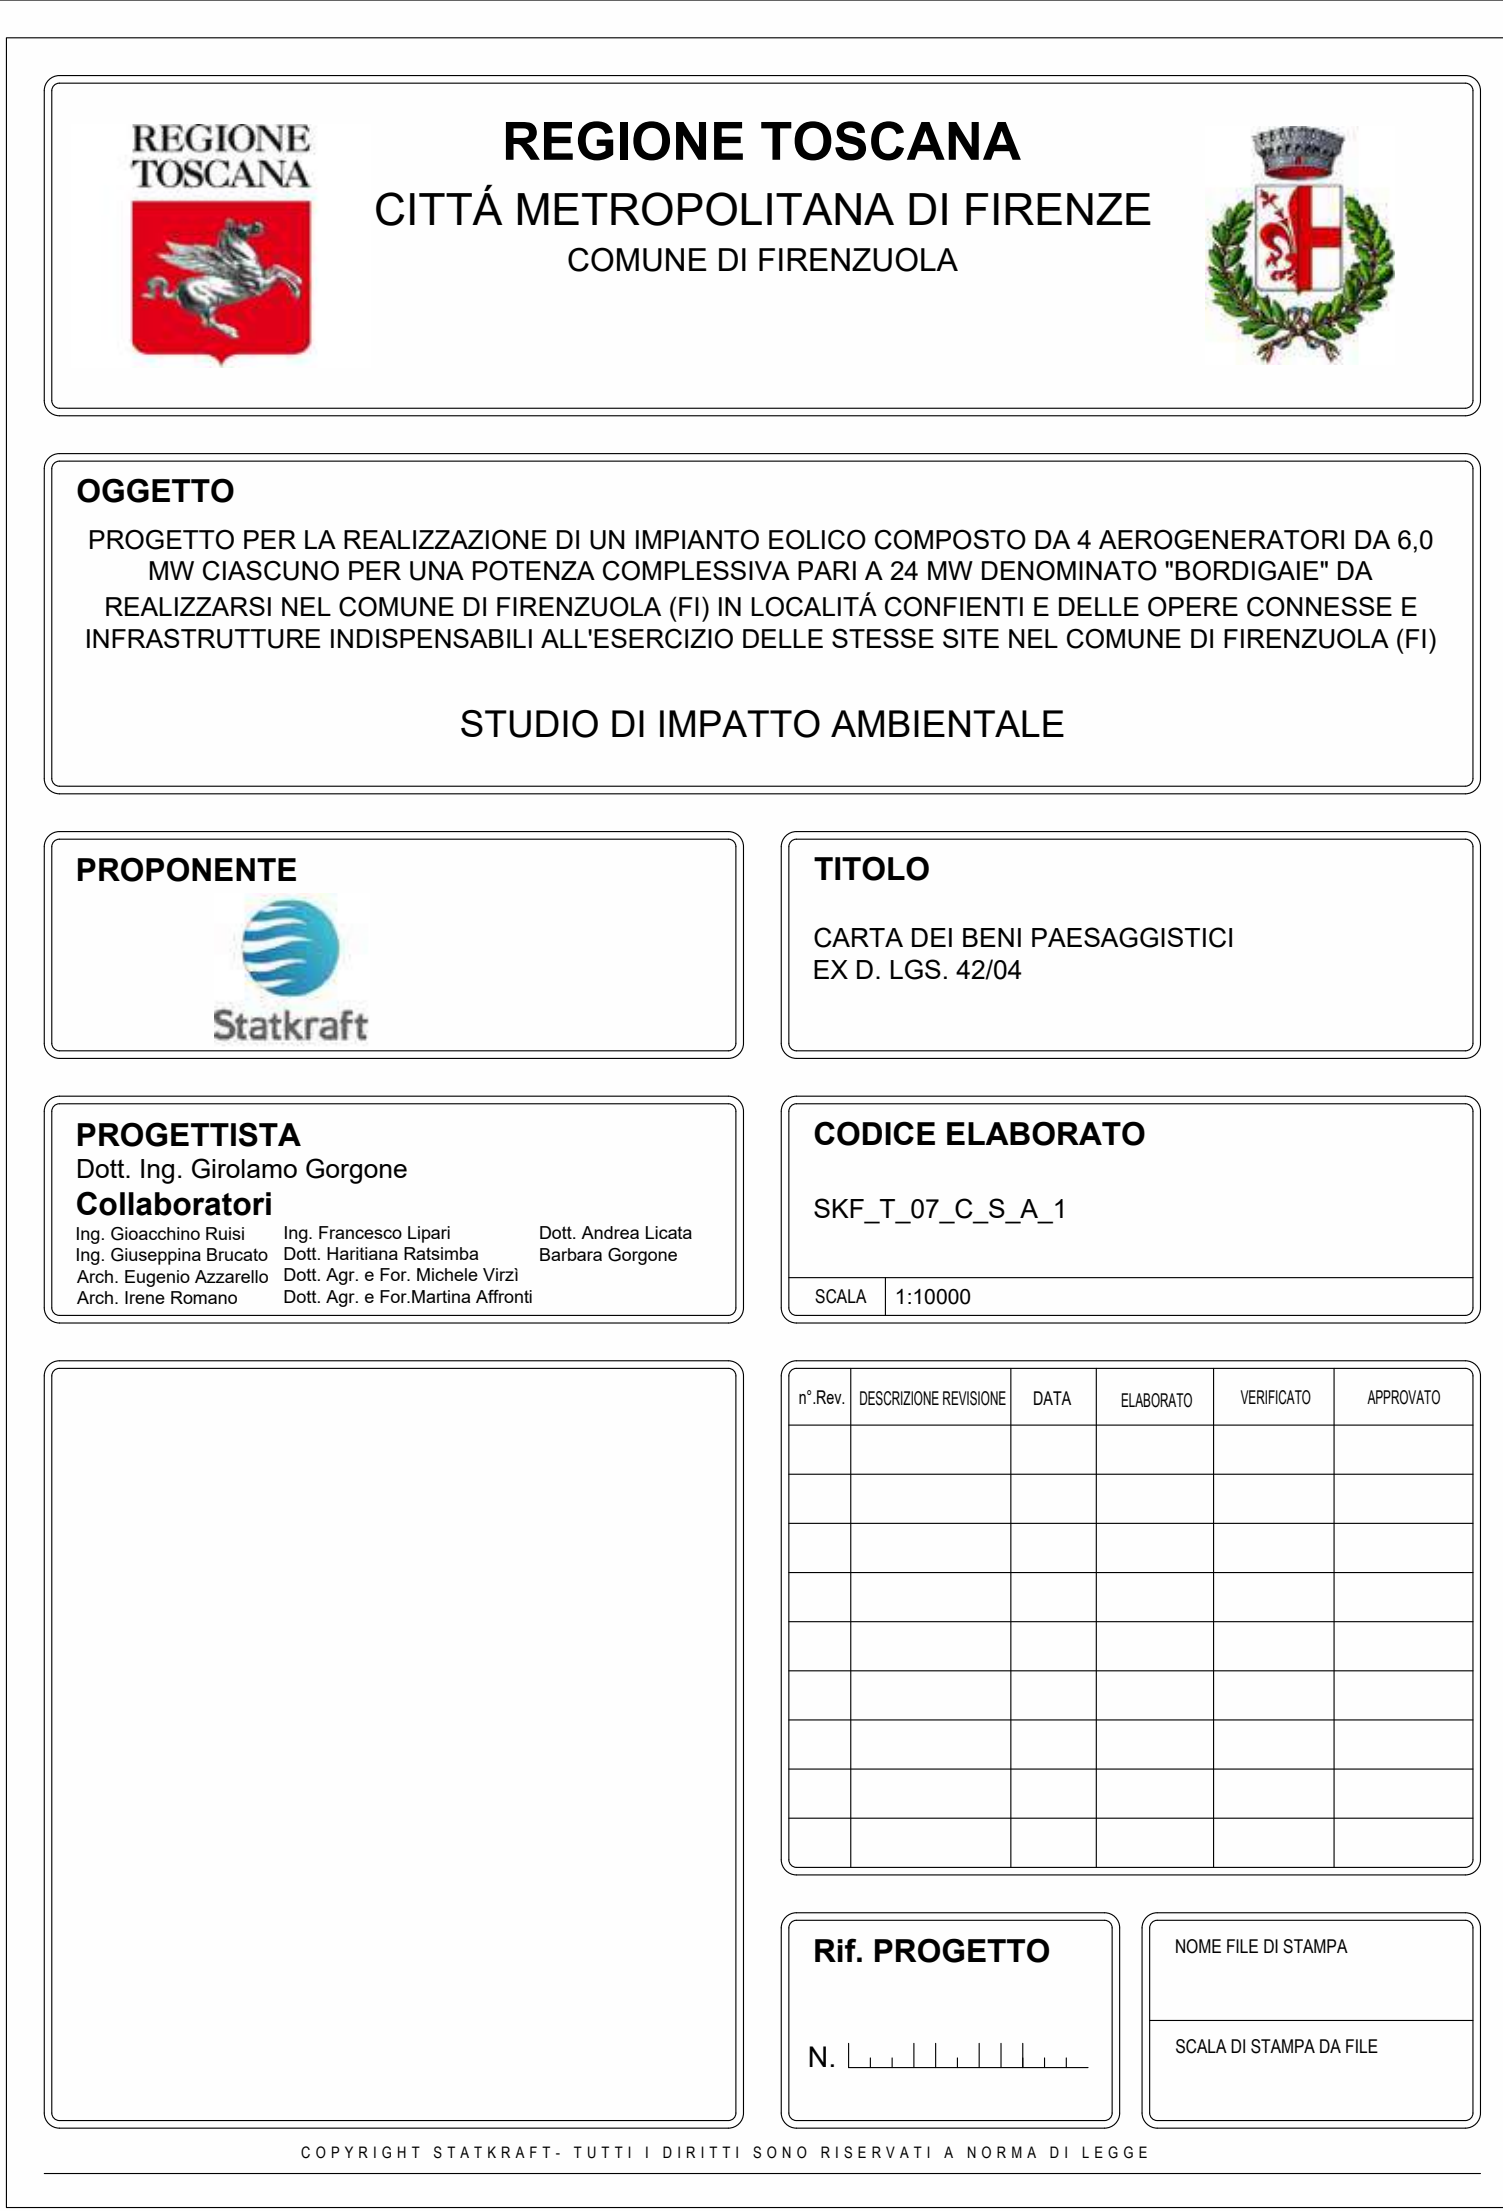 REGIONE
TOSCANA
REGIONE TOSCANA
CITTÁ METROPOLITANA DI FIRENZE
COMUNE DI FIRENZUOLA
OGGETTO
PROGETTO PER LA REALIZZAZIONE DI UN IMPIANTO EOLICO COMPOSTO DA 4 AEROGENERATORI DA 6,0
MW CIASCUNO PER UNA POTENZA COMPLESSIVA PARI A 24 MW DENOMINATO "BORDIGAIE" DA
REALIZZARSI NEL COMUNE DI FIRENZUOLA (FI) IN LOCALITÁ CONFIENTI E DELLE OPERE CONNESSE E
INFRASTRUTTURE INDISPENSABILI ALL'ESERCIZIO DELLE STESSE SITE NEL COMUNE DI FIRENZUOLA (FI)
STUDIO DI IMPATTO AMBIENTALE
PROPONENTE
Statkraft
TITOLO
CARTA DEI BENI PAESAGGISTICI
EX D. LGS. 42/04
PROGETTISTA
Dott. Ing. Girolamo Gorgone
Collaboratori
Ing. Gioacchino Ruisi Ing. Francesco Lipari Dott. Andrea Licata
Ing. Giuseppina Brucato Dott. Haritiana Ratsimba Barbara Gorgone
Arch. Eugenio Azzarello Dott. Agr. e For. Michele Virzì
Arch. Irene Romano Dott. Agr. e For.Martina Affronti
CODICE ELABORATO
SKF_T_07_C_S_A_1
SCALA 1:10000
n°.Rev. DESCRIZIONE REVISIONE DATA ELABORATO VERIFICATO APPROVATO
Rif. PROGETTO
N.
NOME FILE DI STAMPA
SCALA DI STAMPA DA FILE
COPYRIGHT STATKRAFT- TUTTI I DIRITTI SONO RISERVATI A NORMA DI LEGGE